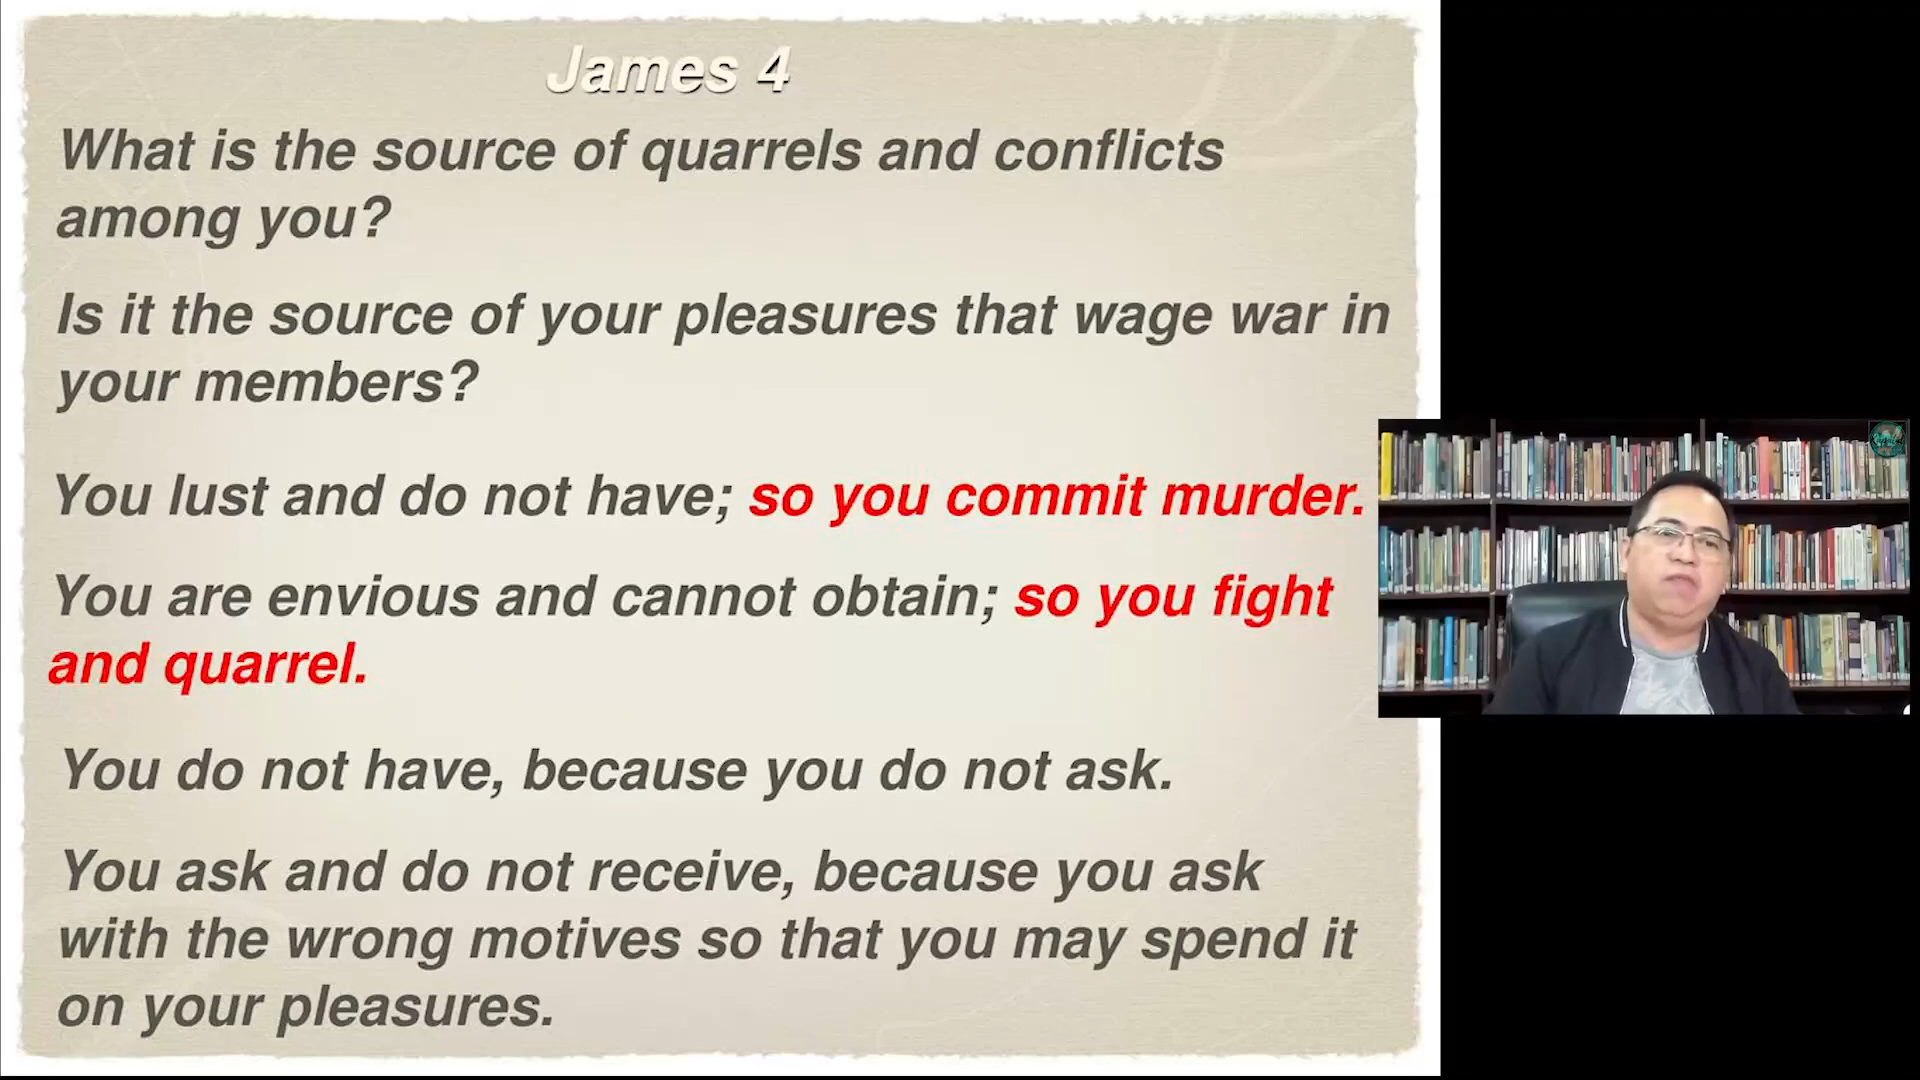 James 4
What is the source of quarrels and conflicts
among you?
Is it the source of your pleasures that wage war in
your members?
You lust and do not have; so you commit murder.
You are envious and cannot obtain; so you fight
and quarrel.
You do not have, because you do not ask.
You ask and do not receive, because you ask
with the wrong motives so that you may spend it
on your pleasures.